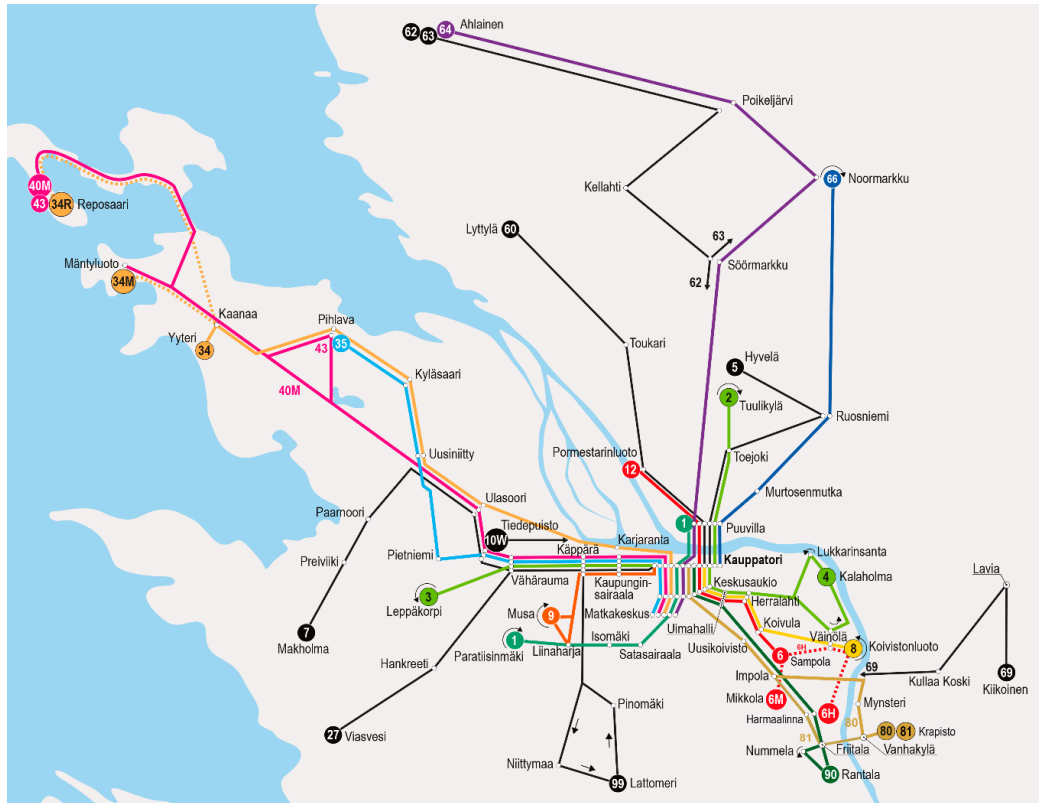 62
63
64
Ahlainen
Poikeljärvi
66
Noormarkku
Kellahti
40M
43
34R
Reposaari
Lyttylä
60
63
Söörmarkku
62
Mäntyluoto
34M
Kaanaa
Pihlava
Yyteri
34
43
35
Toukari
Hyvelä
5
40M
Kyläsaari
2
Tuulikylä
Ruosniemi
Pormestarinluoto
12
Toejoki
Uusiniitty
Murtosenmutka
Ulasoori
Paarnoori
Tiedepuisto
10W
1
Puuvilla
Karjaranta
Käppärä
Preiviiki
Pietniemi
Kauppatori
Lukkarinsanta
Vähärauma
Kaupungin-
sairaala
Keskusaukio
4
Kalaholma
Lavia
3
Leppäkorpi
Herralahti
Musa
9
Matkakeskus
Uimahalli
Koivula
7
Makholma
1
Paratiisinmäki
Liinaharja
Isomäki
Satasairaala
Uusikoivisto
Väinölä
8
Koivistonluoto
6
6H
Sampola
69
Hankreeti
Impola
Kullaa Koski
69
Kiikoinen
Mikkola
6M
Mynsteri
Pinomäki
Harmaalinna
6H
80
27
Viasvesi
81
80
81
Krapisto
Nummela
Friitala
Vanhakylä
Niittymaa
99
Lattomeri
90
Rantala